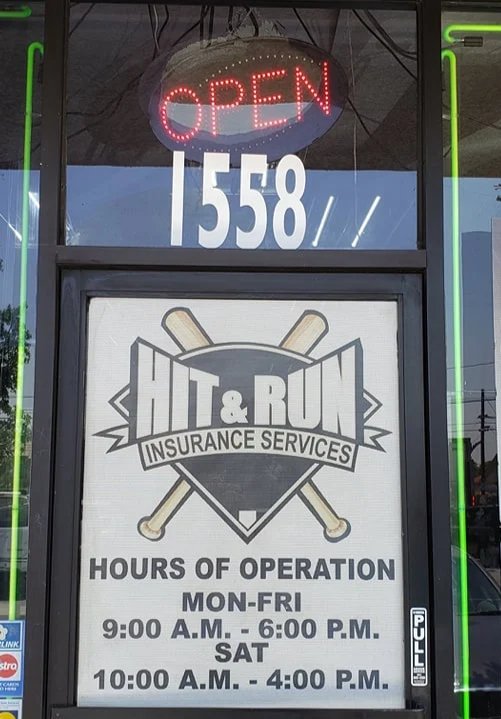 OPEN
1558
HIT & RUN
INSURANCE SERVICES
HOURS OF OPERATION
MON-FRI
9:00 A.M. - 6:00 P.M.
SAT
10:00 A.M. - 4:00 P.M.
PULL